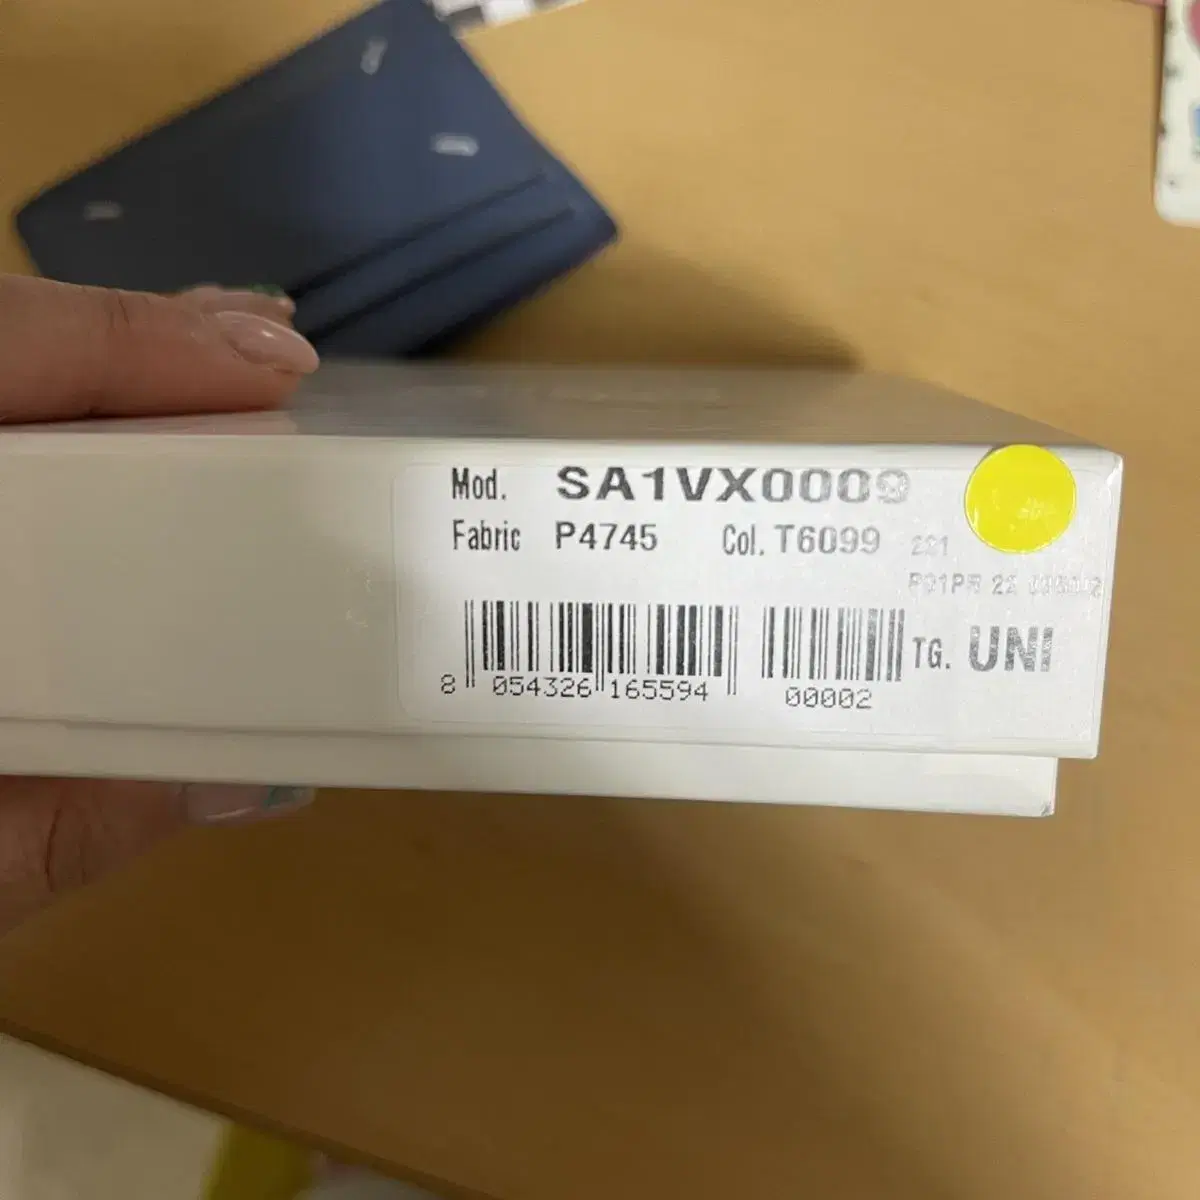 Mod. SA1VX0009
Fabric P4745 Col. T6099 221
TG. UNI
8 054326 165594 00002